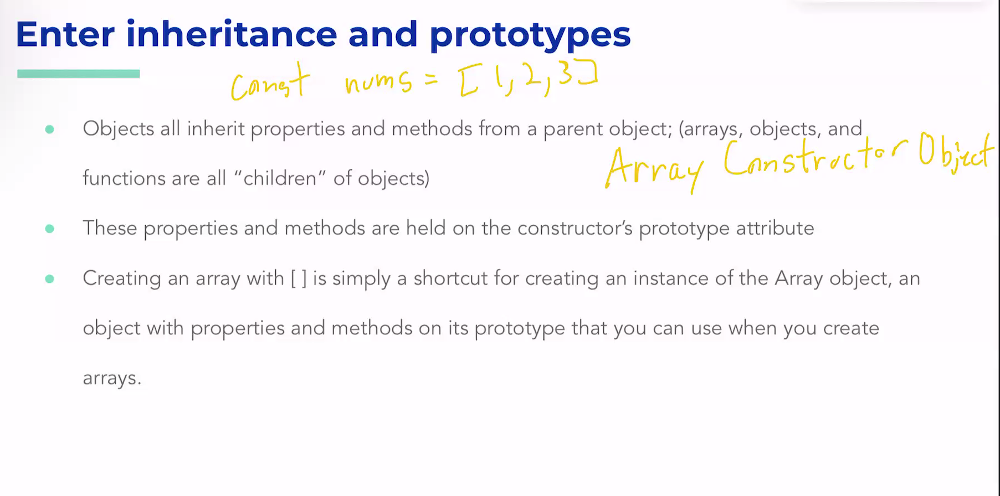 Enter inheritance and prototypes
const nums = [1,2,3]
Objects all inherit properties and methods from a parent object; (arrays, objects, and
Array Constructor Object
functions are all “children” of objects)
These properties and methods are held on the constructor’s prototype attribute
Creating an array with [ ] is simply a shortcut for creating an instance of the Array object, an
object with properties and methods on its prototype that you can use when you create
arrays.